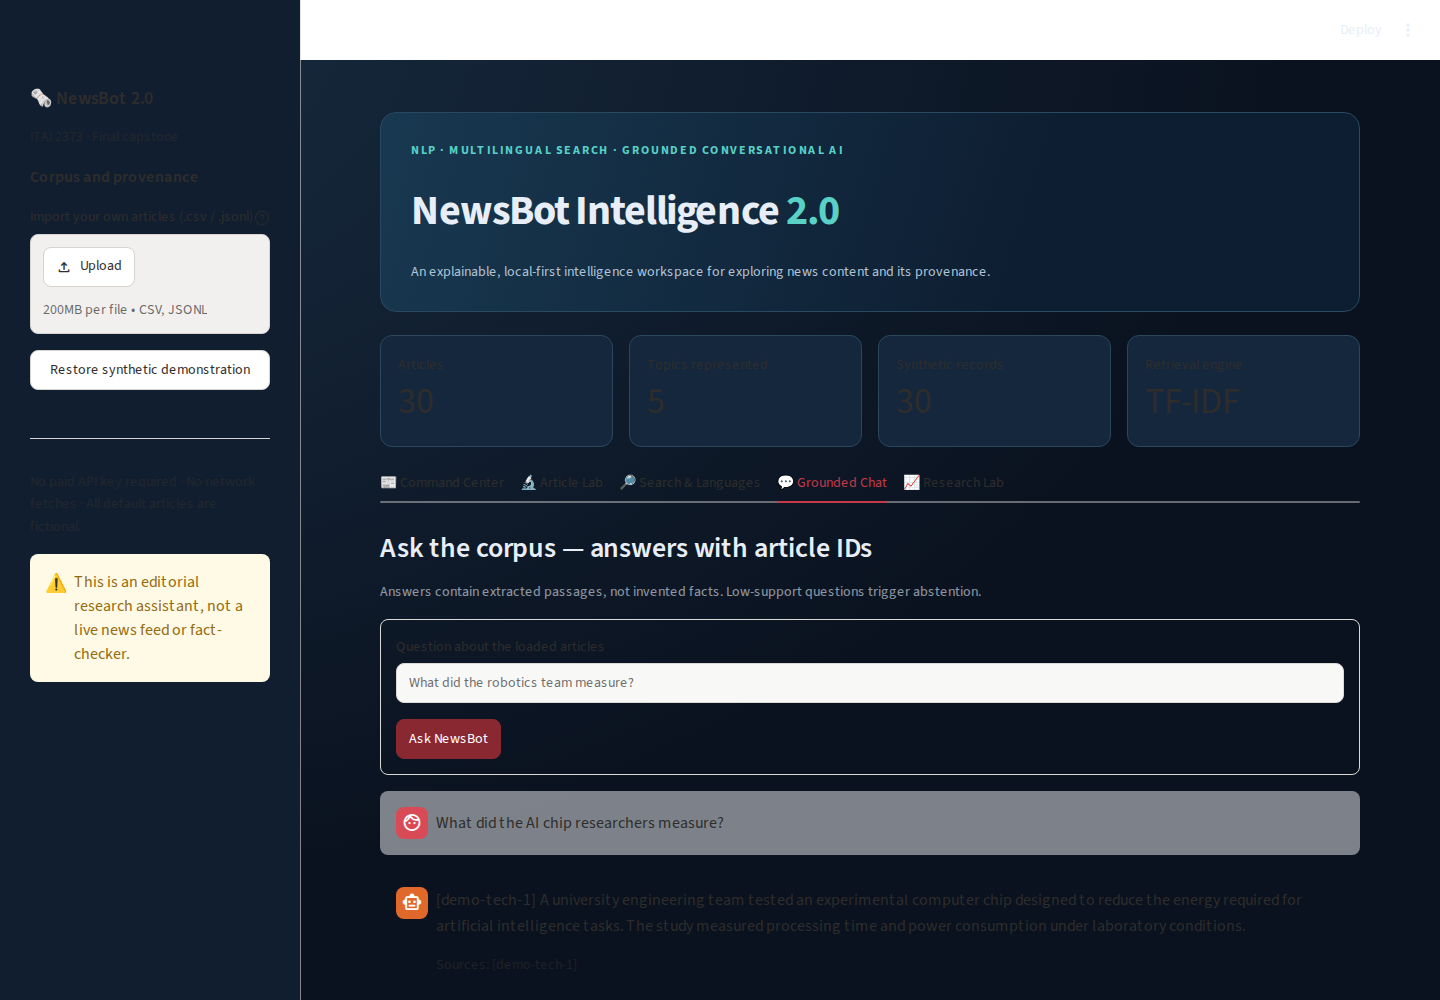 Deploy
NewsBot 2.0
ITAI 2373 · Final capstone
Corpus and provenance
Import your own articles (.csv / .jsonl)
Upload
200MB per file • CSV, JSONL
Restore synthetic demonstration
No paid API key required · No network
fetches · All default articles are
fictional
This is an editorial
research assistant, not a
live news feed or fact-
checker.
NLP · MULTILINGUAL SEARCH · GROUNDED CONVERSATIONAL AI
NewsBot Intelligence 2.0
An explainable, local-first intelligence workspace for exploring news content and its provenance.
Articles
30
Topics represented
5
Synthetic records
30
Retrieval engine
TF-IDF
Command Center
Article Lab
Search & Languages
Grounded Chat
Research Lab
Ask the corpus — answers with article IDs
Answers contain extracted passages, not invented facts. Low-support questions trigger abstention.
Question about the loaded articles
What did the robotics team measure?
Ask NewsBot
What did the AI chip researchers measure?
[demo-tech-1] A university engineering team tested an experimental computer chip designed to reduce the energy required for
artificial intelligence tasks. The study measured processing time and power consumption under laboratory conditions.
Sources: [demo-tech-1]